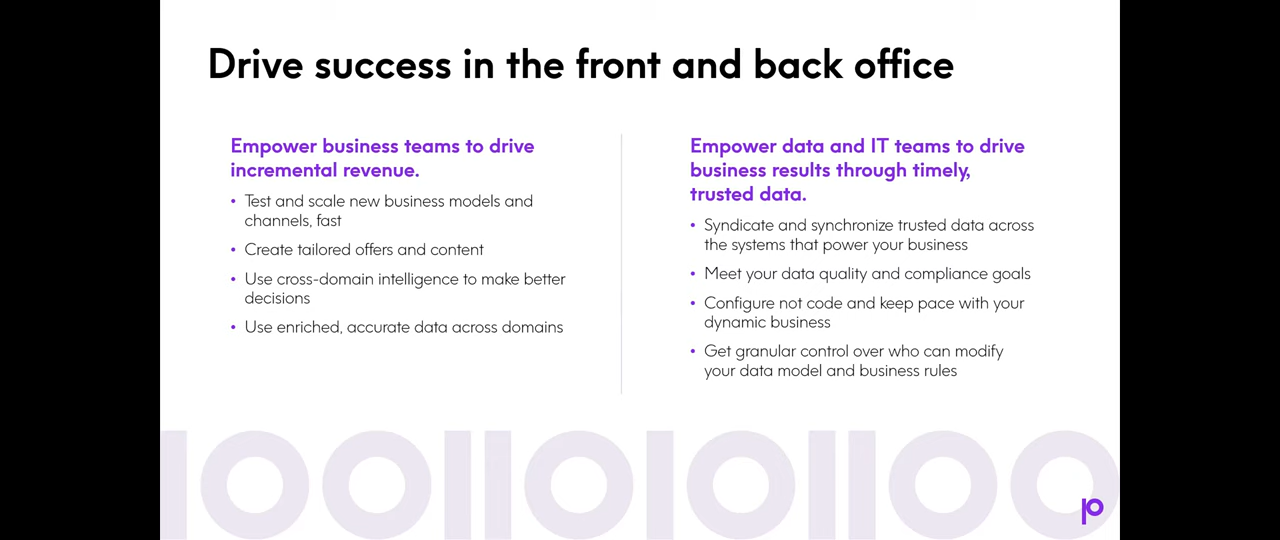 Drive success in the front and back office
Empower business teams to drive
incremental revenue.
• Test and scale new business models and
channels, fast
• Create tailored offers and content
• Use cross-domain intelligence to make better
decisions
• Use enriched, accurate data across domains
Empower data and IT teams to drive
business results through timely,
trusted data.
• Syndicate and synchronize trusted data across
the systems that power your business
• Meet your data quality and compliance goals
• Configure not code and keep pace with your
dynamic business
• Get granular control over who can modify
your data model and business rules